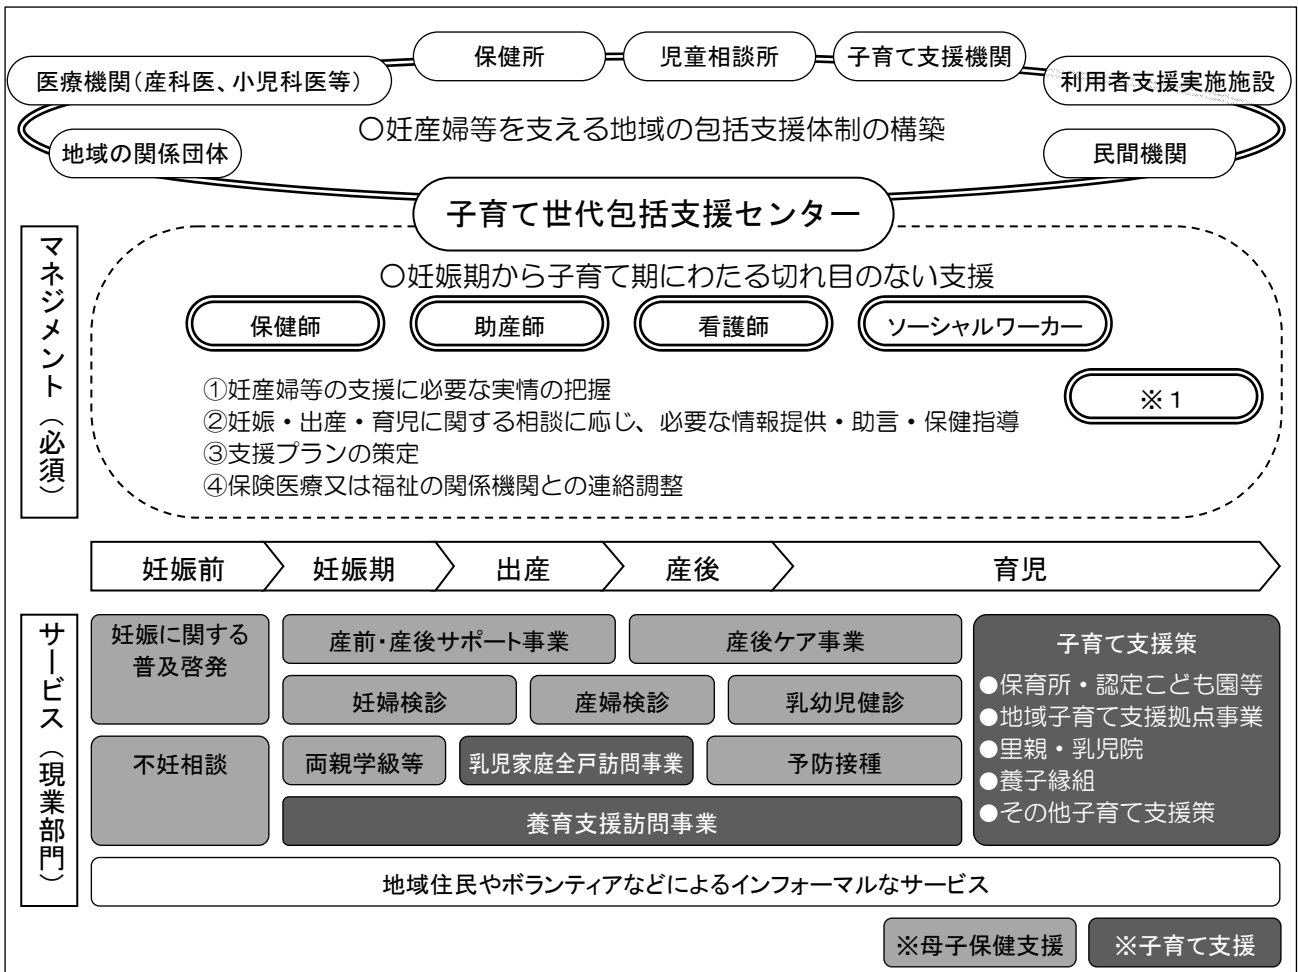 保健所
児童相談所
子育て支援機関
医療機関(産科医、小児科医等)
利用者支援実施施設
〇妊産婦等を支える地域の包括支援体制の構築
地域の関係団体
民間機関
子育て世代包括支援センター
マネジメント(必須)
〇妊娠期から子育て期にわたる切れ目のない支援
保健師
助産師
看護師
ソーシャルワーカー
※1
①妊産婦等の支援に必要な実情の把握
②妊娠・出産・育児に関する相談に応じ、必要な情報提供・助言・保健指導
③支援プランの策定
④保険医療又は福祉の関係機関との連絡調整
妊娠前
妊娠期
出産
産後
育児
サービス(現業部門)
妊娠に関する
普及啓発
産前・産後サポート事業
産後ケア事業
子育て支援策
●保育所・認定こども園等
●地域子育て支援拠点事業
●里親・乳児院
●養子縁組
●その他子育て支援策
妊婦検診
産婦検診
乳幼児健診
不妊相談
両親学級等
乳児家庭全戸訪問事業
予防接種
養育支援訪問事業
地域住民やボランティアなどによるインフォーマルなサービス
※母子保健支援
※子育て支援